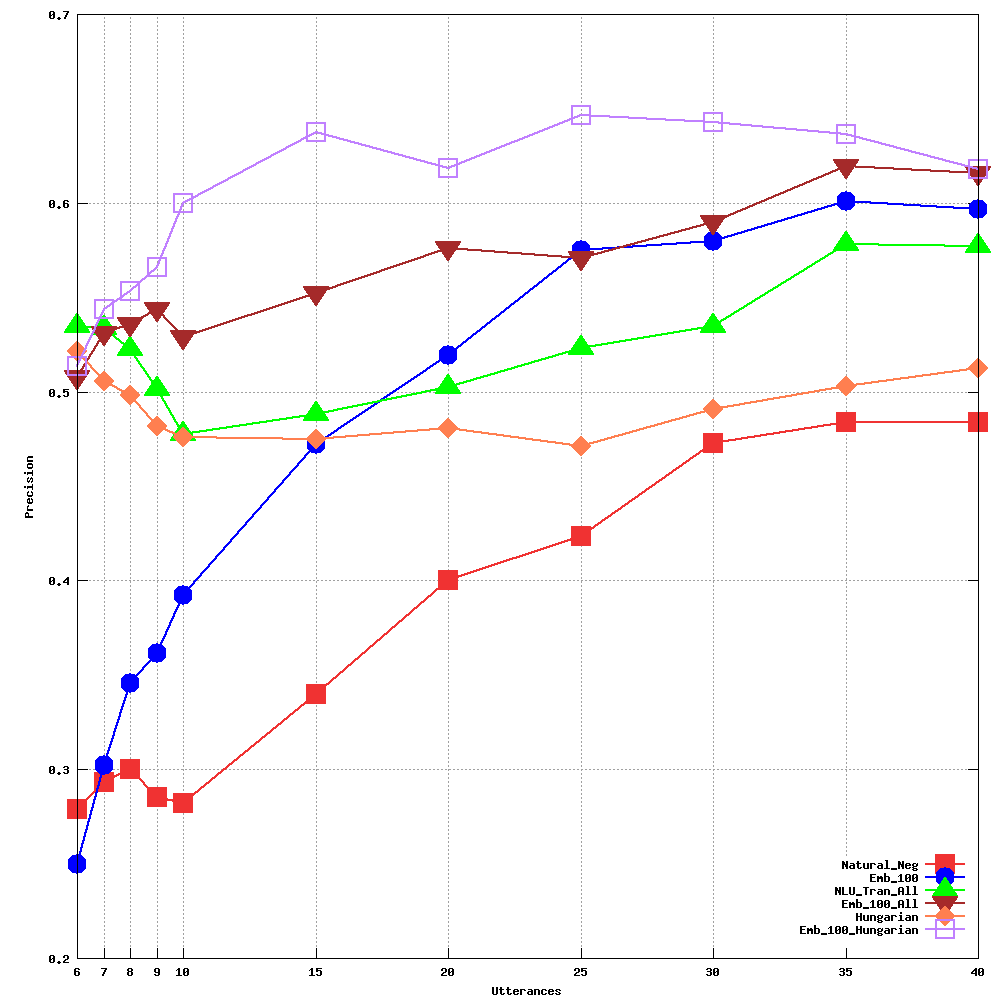 0.7
0.6
0.5
0.4
0.3
0.2
Precision
6 7 8 9 10 15 20 25 30 35 40
Utterances
Natural_Neg
Emb_100
NLU_Tran_All
Emb_100_All
Hungarian
Emb_100_Hungarian